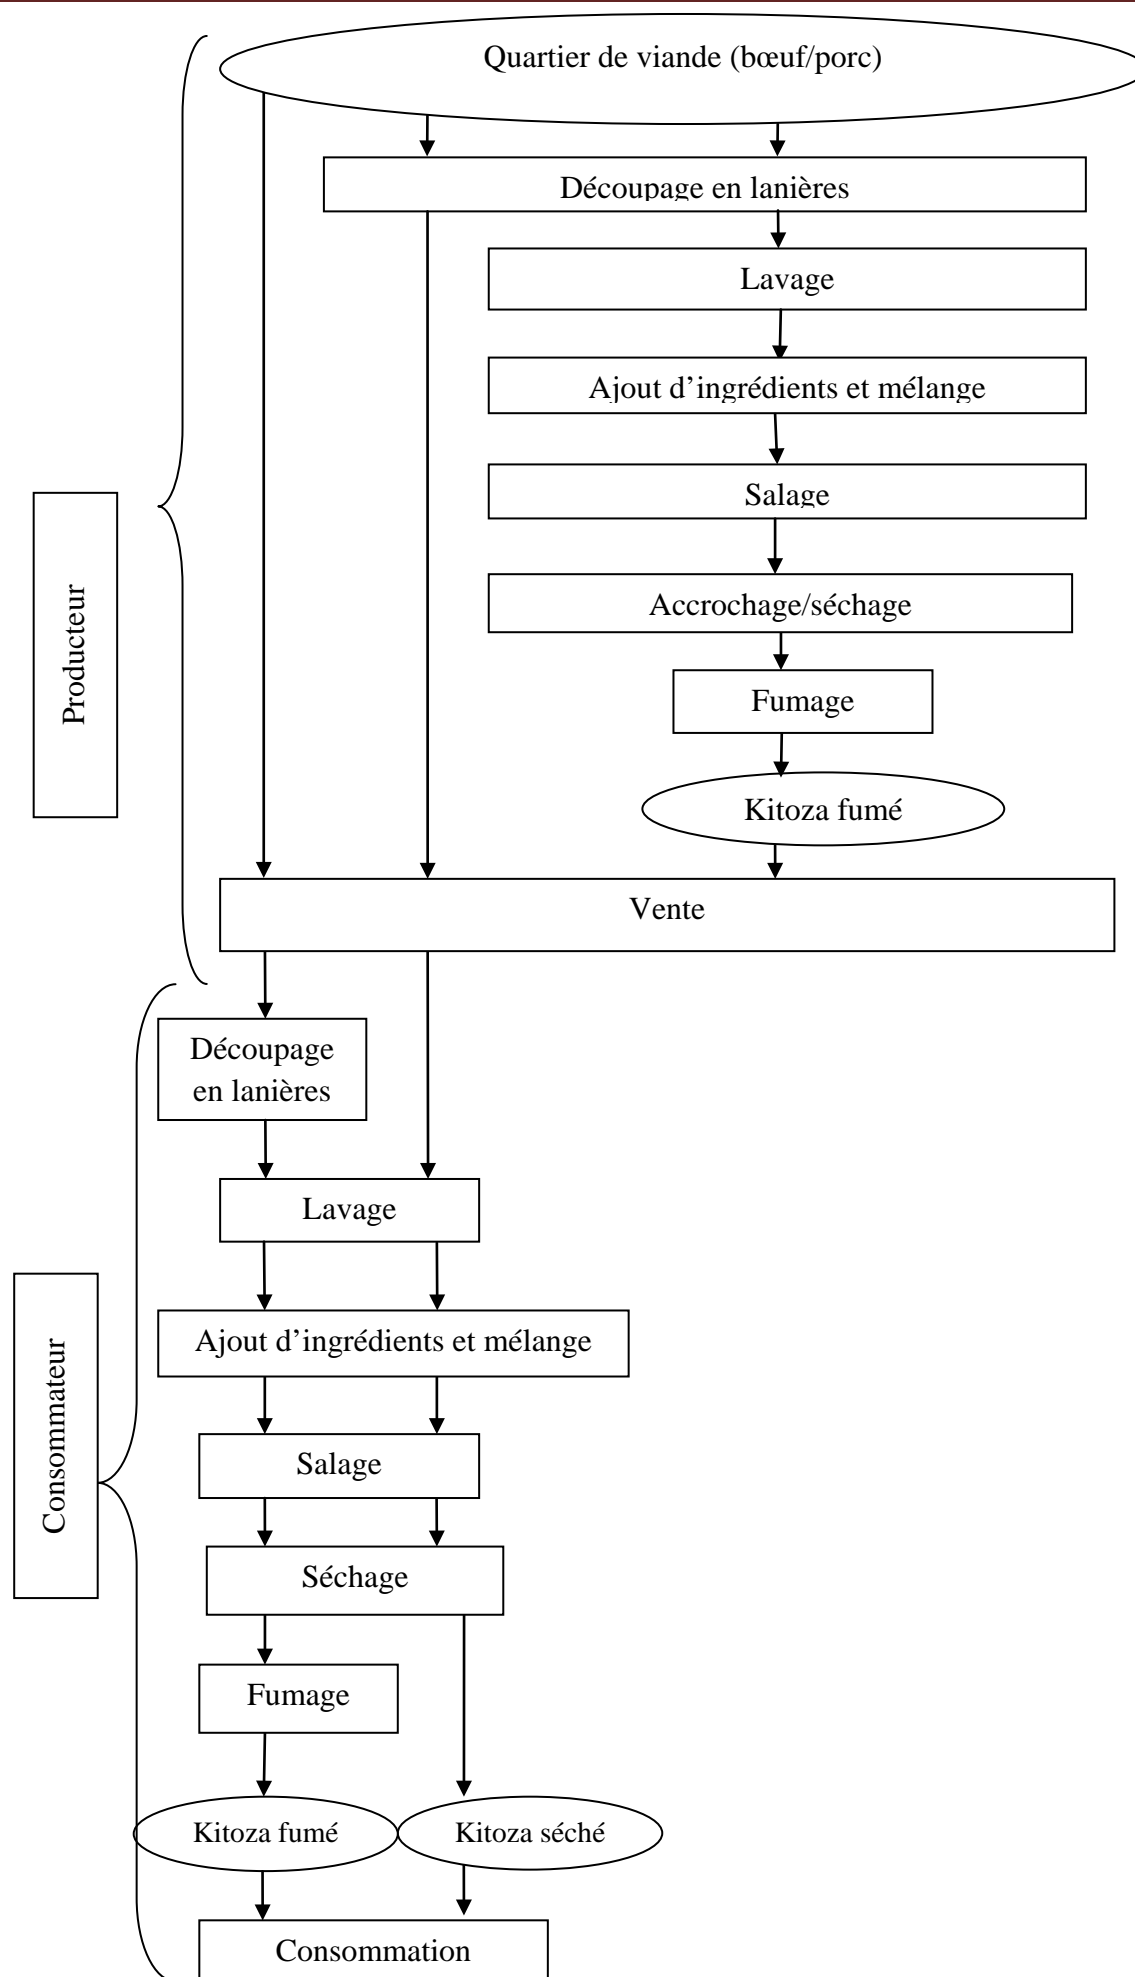 Quartier de viande (bœuf/porc)
Découpage en lanières
Lavage
Ajout d’ingrédients et mélange
Salage
Accrochage/séchage
Fumage
Kitoza fumé
Vente
Producteur
Découpage
en lanières
Lavage
Ajout d’ingrédients et mélange
Salage
Séchage
Fumage
Kitoza fumé
Kitoza séché
Consommation
Consommateur